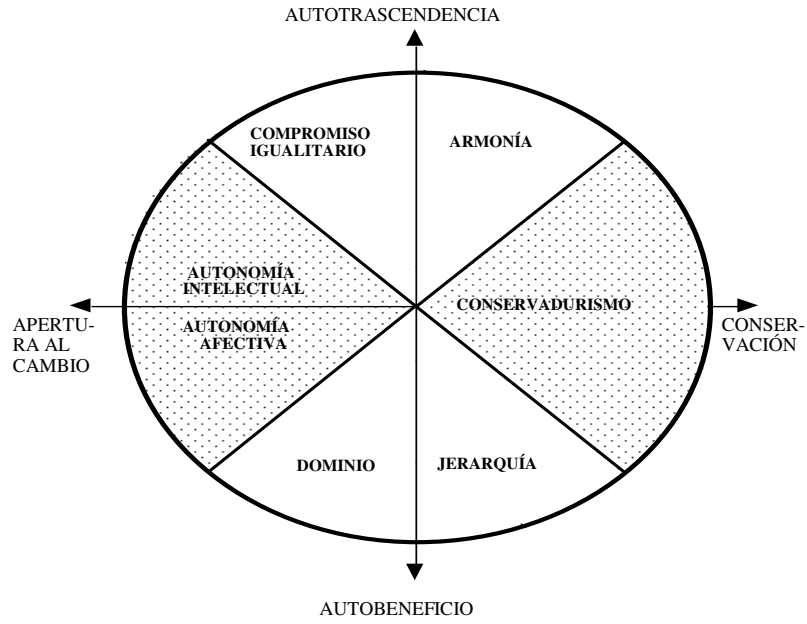 AUTOTRASCENDENCIA
COMPROMISO
IGUALITARIO
ARMONÍA
AUTONOMÍA
INTELECTUAL
CONSERVADURISMO
AUTONOMÍA
AFECTIVA
APERTU-
RA AL
CAMBIO
CONSER-
VACIÓN
DOMINIO
JERARQUÍA
AUTOBENEFICIO